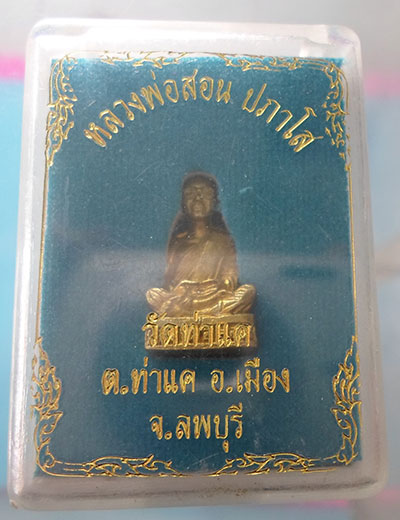 หลวงพ่อสอน ปภาโส
วัดท่าแค
ต.ท่าแค อ.เมือง
จ.ลพบุรี